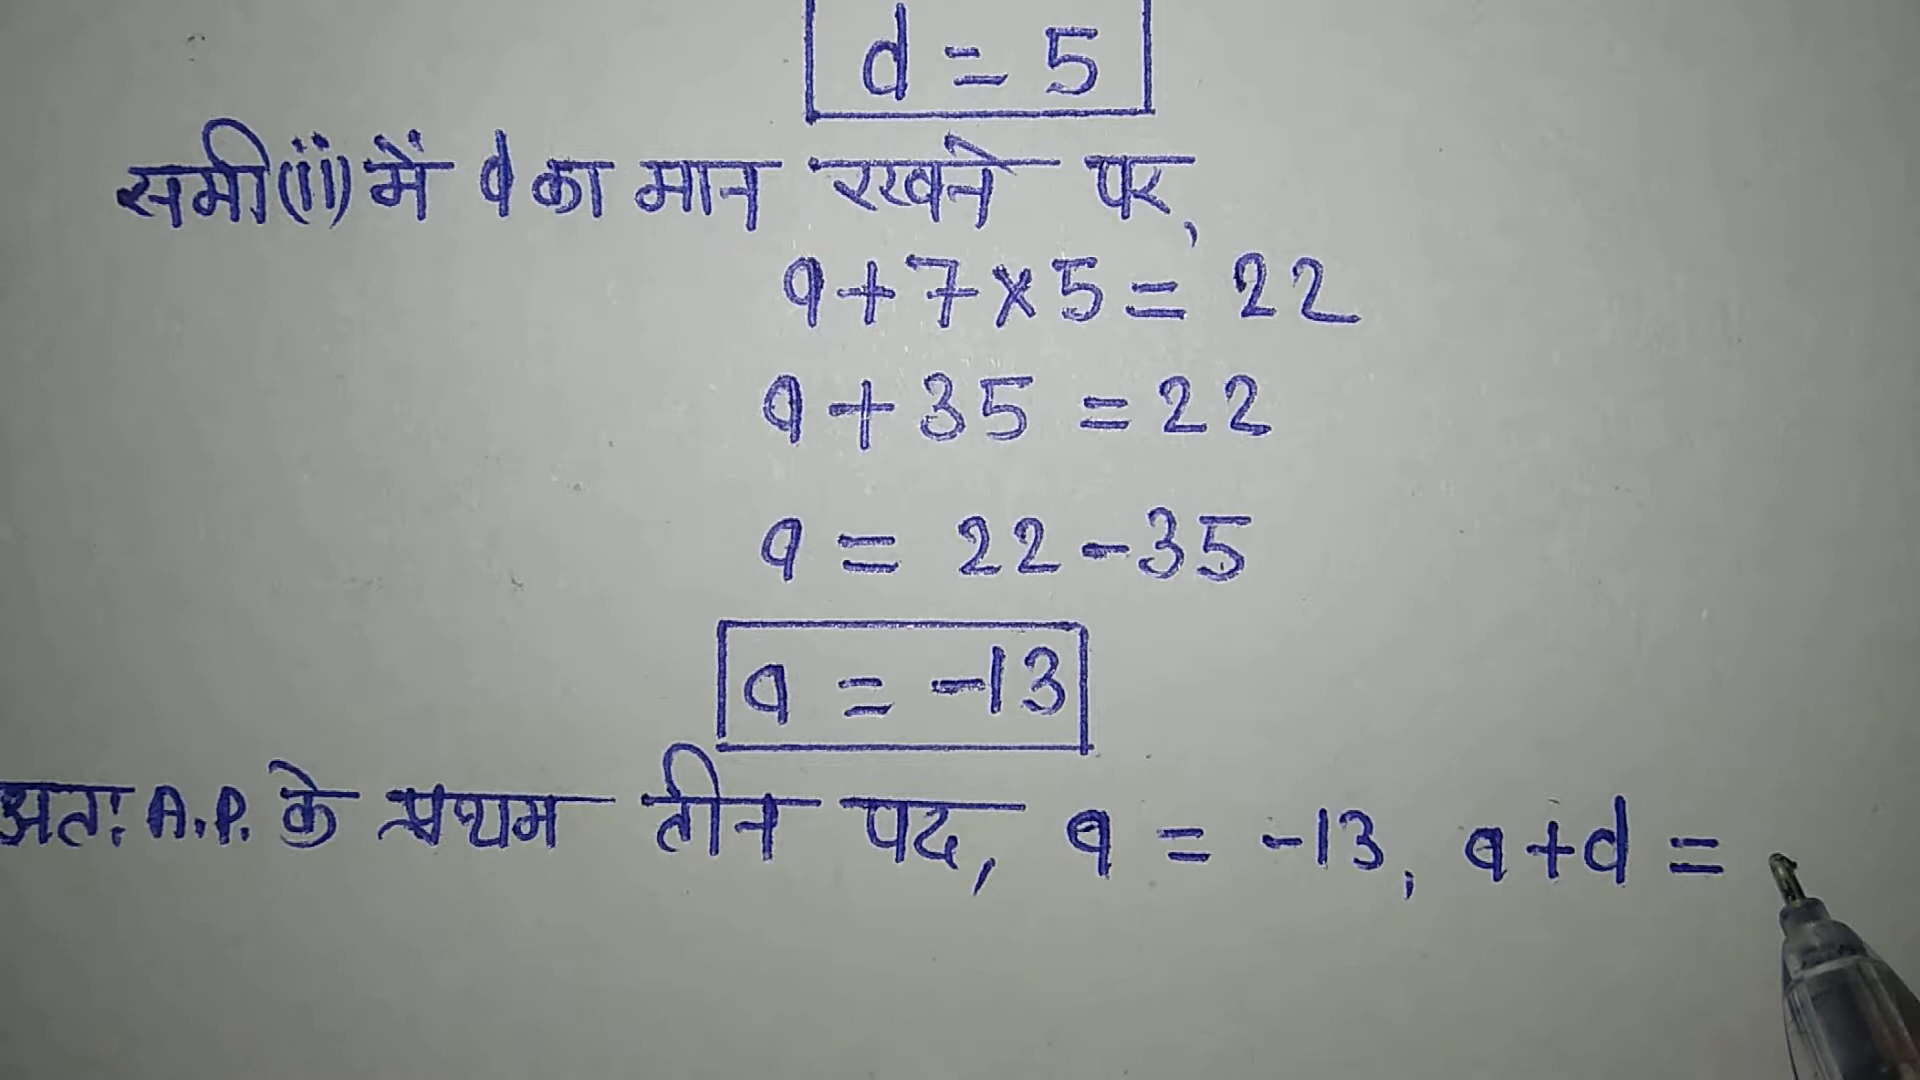 d = 5
समी(ii) में d का मान रखने पर,
a + 7 × 5 = 22
a + 35 = 22
a = 22 - 35
a = -13
अतः A.P. के प्रथम तीन पद, a = -13, a + d =